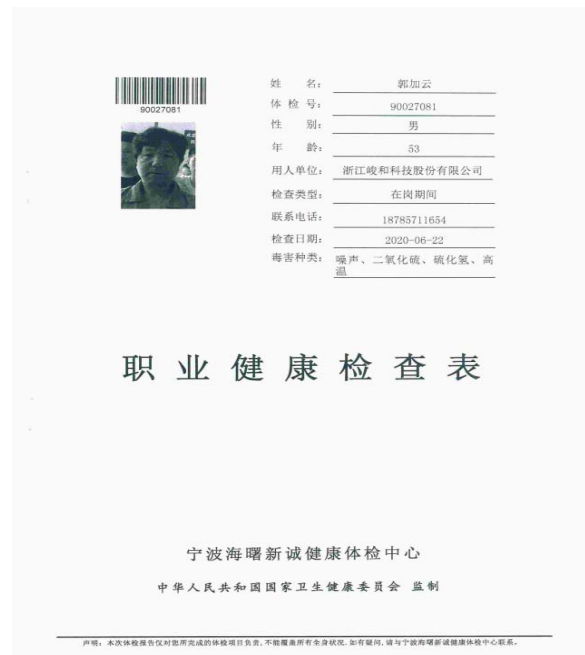 90027081
姓 名: 郭加云
体 检 号: 90027081
性 别: 男
年 龄: 53
用人单位: 浙江峻和科技股份有限公司
检查类型: 在岗期间
联系电话: 18785711654
检查日期: 2020-06-22
毒害种类: 噪声、二氧化硫、硫化氢、高
温
职业健康检查表
宁波海曙新诚健康体检中心
中华人民共和国国家卫生健康委员会 监制
声明: 本次体检报告仅对您所完成的体检项目负责,不能覆盖所有全身状况.如有疑问,请与宁波海曙新诚健康体检中心联系.